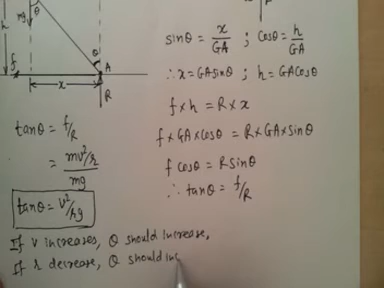 h
mg
θ
θ
f
A
x
R
sinθ = x/GA ; cosθ = h/GA
∴ x = GA sinθ ; h = GA cosθ
f × h = R × x
f × GA × cosθ = R × GA × sinθ
f cosθ = R sinθ
∴ tanθ = f/R
tanθ = f/R
= mv²/r / mg
tanθ = v²/rg
If v increases, θ should increase,
If r decrease, θ should inc